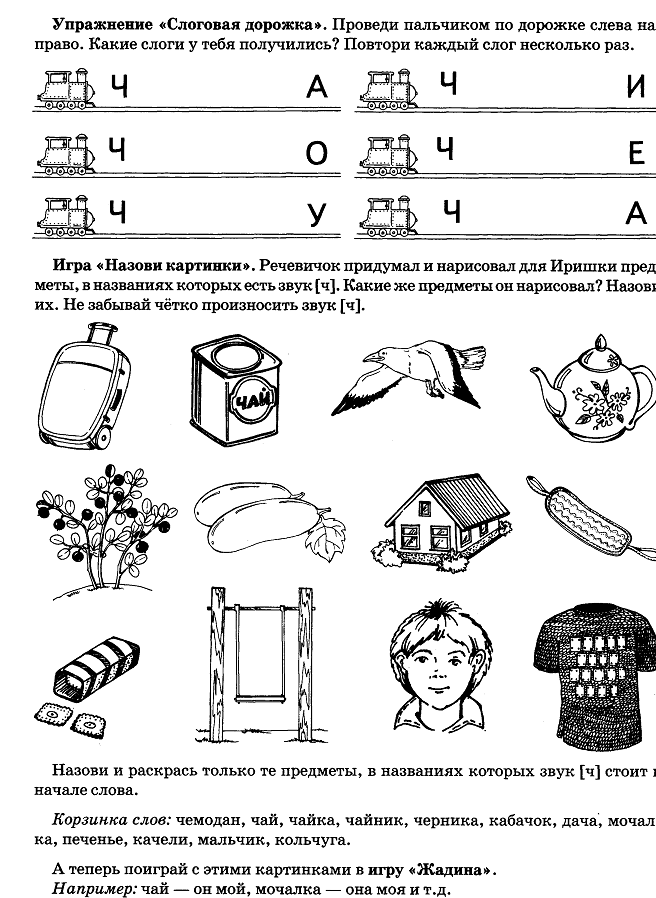 Упражнение «Слоговая дорожка». Проведи пальчиком по дорожке слева на
право. Какие слоги у тебя получились? Повтори каждый слог несколько раз.
Ч А Ч И
Ч О Ч Е
Ч У Ч А
Игра «Назови картинки». Речевичок придумал и нарисовал для Иришки пред
меты, в названиях которых есть звук [ч]. Какие же предметы он нарисовал? Назови
их. Не забывай чётко произносить звук [ч].
ЧАЙ
Назови и раскрась только те предметы, в названиях которых звук [ч] стоит
начале слова.
Корзинка слов: чемодан, чай, чайка, чайник, черника, кабачок, дача, мочал
ка, печенье, качели, мальчик, кольчуга.
А теперь поиграй с этими картинками в игру «Жадина».
Например: чай — он мой, мочалка — она моя и т.д.